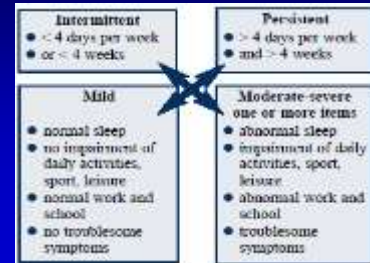 Intermittent
• < 4 days per week
• or < 4 weeks
Persistent
• > 4 days per week
• and > 4 weeks
Mild
• normal sleep
• no impairment of
daily activities,
sport, leisure
• normal work and
school
• no troublesome
symptoms
Moderate-severe
one or more items
• abnormal sleep
• impairment of daily
activities, sport,
leisure
• abnormal work and
school
• troublesome
symptoms